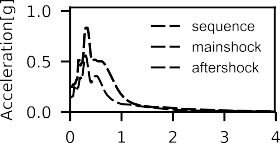 Acceleration[g]
1.0
0.5
0.0
sequence
mainshock
aftershock
0 1 2 3 4